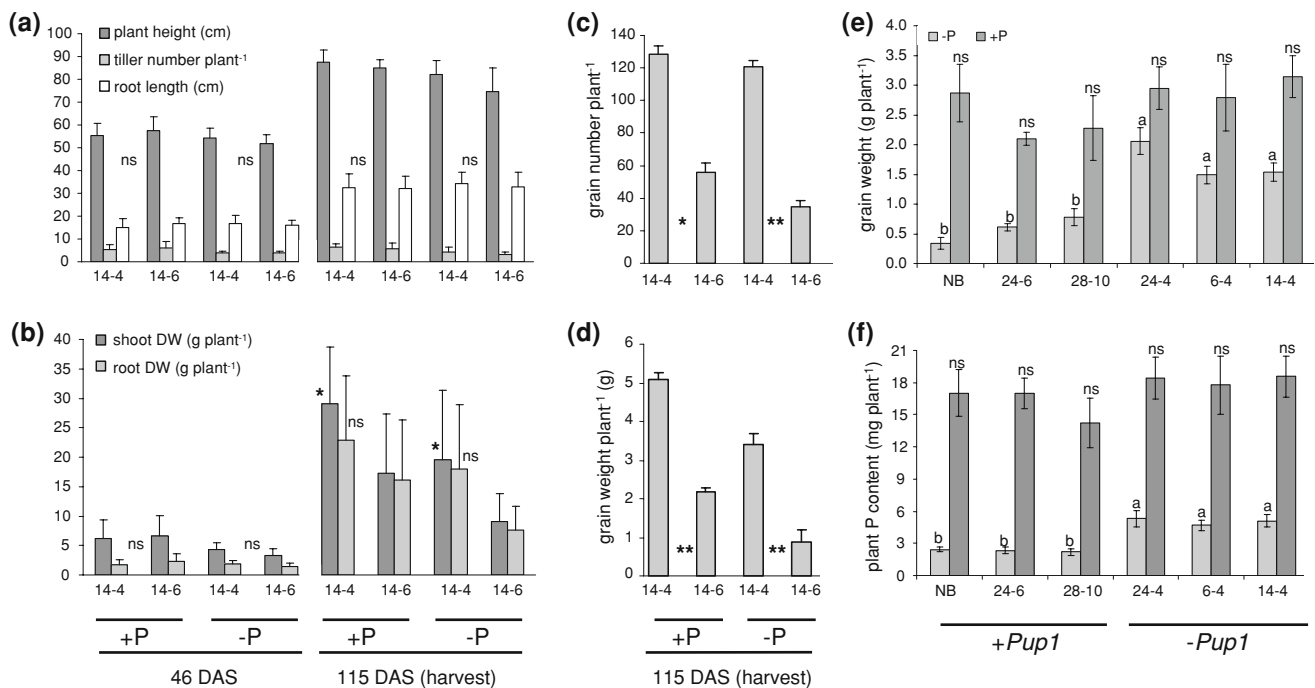 (a)
plant height (cm)
tiller number plant-1
root length (cm)
100
90
80
70
60
50
40
30
20
10
0
ns
ns
ns
ns
14-4
14-6
14-4
14-6
14-4
14-6
14-4
14-6
(b)
shoot DW (g plant-1)
root DW (g plant-1)
40
35
30
25
20
15
10
5
0
ns
ns
*
ns
*
ns
14-4
14-6
14-4
14-6
14-4
14-6
14-4
14-6
+P
-P
+P
-P
46 DAS
115 DAS (harvest)
(c)
grain number plant-1
140
120
100
80
60
40
20
0
*
**
14-4
14-6
14-4
14-6
(d)
grain weight plant-1 (g)
6
5
4
3
2
1
0
**
**
14-4
14-6
14-4
14-6
+P
-P
115 DAS (harvest)
(e)
-P
+P
grain weight (g plant-1)
4.0
3.5
3.0
2.5
2.0
1.5
1.0
0.5
0.0
b
ns
b
ns
b
ns
a
ns
a
ns
a
ns
NB
24-6
28-10
24-4
6-4
14-4
(f)
plant P content (mg plant-1)
21
18
15
12
9
6
3
0
b
ns
b
ns
b
ns
a
ns
a
ns
a
ns
NB
24-6
28-10
24-4
6-4
14-4
+Pup1
-Pup1